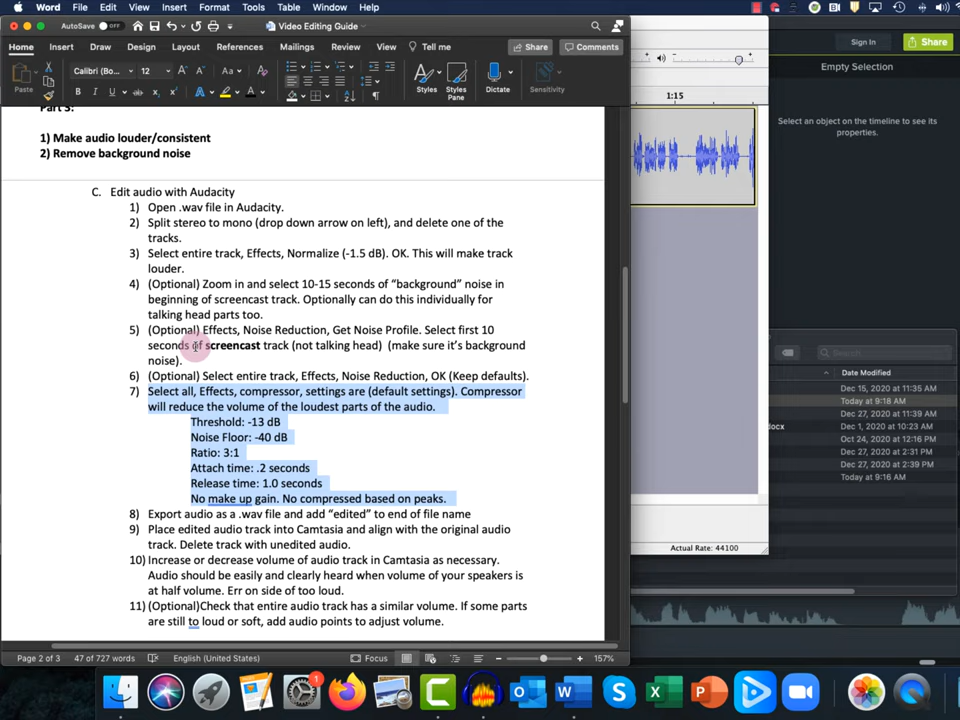 Word File Edit View Insert Format Tools Table Window Help
AutoSave OFF Video Editing Guide
Home Insert Draw Design Layout References Mailings Review View Tell me Share Comments
Paste Calibri (Bo... 12 Styles Styles Pane Dictate Sensitivity
Part 3:
1) Make audio louder/consistent
2) Remove background noise
C. Edit audio with Audacity
1) Open .wav file in Audacity.
2) Split stereo to mono (drop down arrow on left), and delete one of the
tracks.
3) Select entire track, Effects, Normalize (-1.5 dB). OK. This will make track
louder.
4) (Optional) Zoom in and select 10-15 seconds of “background” noise in
beginning of screencast track. Optionally can do this individually for
talking head parts too.
5) (Optional) Effects, Noise Reduction, Get Noise Profile. Select first 10
seconds of screencast track (not talking head) (make sure it’s background
noise).
6) (Optional) Select entire track, Effects, Noise Reduction, OK (Keep defaults).
7) Select all, Effects, compressor, settings are (default settings). Compressor
will reduce the volume of the loudest parts of the audio.
Threshold: -13 dB
Noise Floor: -40 dB
Ratio: 3:1
Attach time: .2 seconds
Release time: 1.0 seconds
No make up gain. No compressed based on peaks.
8) Export audio as a .wav file and add “edited” to end of file name
9) Place edited audio track into Camtasia and align with the original audio
track. Delete track with unedited audio.
10) Increase or decrease volume of audio track in Camtasia as necessary.
Audio should be easily and clearly heard when volume of your speakers is
at half volume. Err on side of too loud.
11) (Optional)Check that entire audio track has a similar volume. If some parts
are still to loud or soft, add audio points to adjust volume.
Page 2 of 3 47 of 727 words English (United States) Focus 157%
1:15
Actual Rate: 44100
Sign In Share
Empty Selection
Select an object on the timeline to see its
properties.
Search
Date Modified
Dec 15, 2020 at 11:35 AM
Today at 9:18 AM
Dec 27, 2020 at 11:39 AM
docx Dec 1, 2020 at 10:23 AM
Oct 24, 2020 at 12:16 PM
Dec 27, 2020 at 2:31 PM
Dec 27, 2020 at 2:39 PM
Today at 9:16 AM